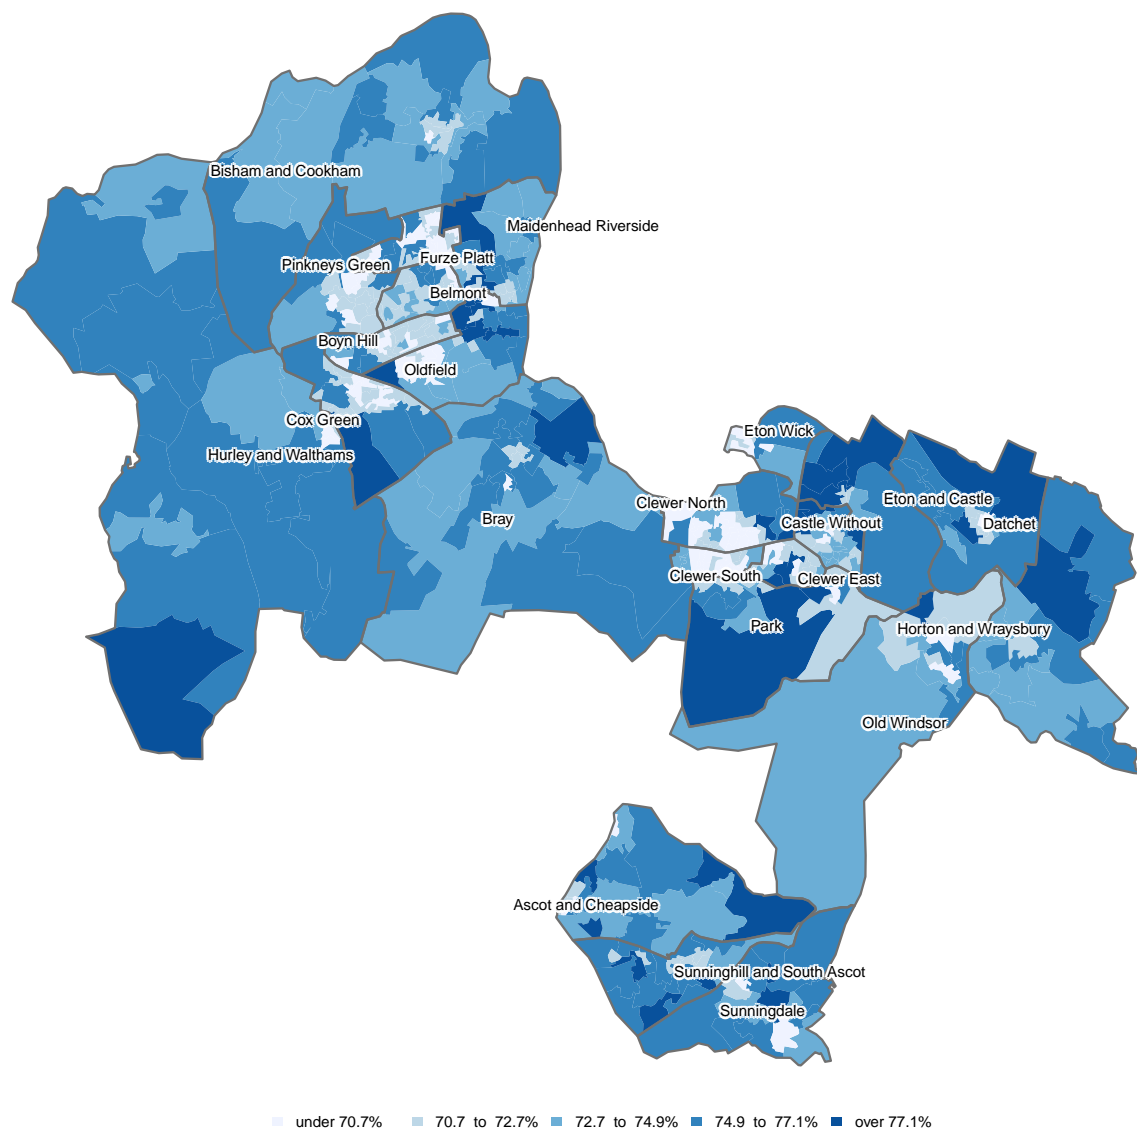 Bisham and Cookham
Maidenhead Riverside
Furze Platt
Pinkneys Green
Belmont
Boyn Hill
Oldfield
Cox Green
Eton Wick
Hurley and Walthams
Eton and Castle
Clewer North
Bray
Castle Without
Datchet
Clewer South
Clewer East
Park
Horton and Wraysbury
Old Windsor
Ascot and Cheapside
Sunninghill and South Ascot
Sunningdale
under 70.7% 70.7 to 72.7% 72.7 to 74.9% 74.9 to 77.1% over 77.1%